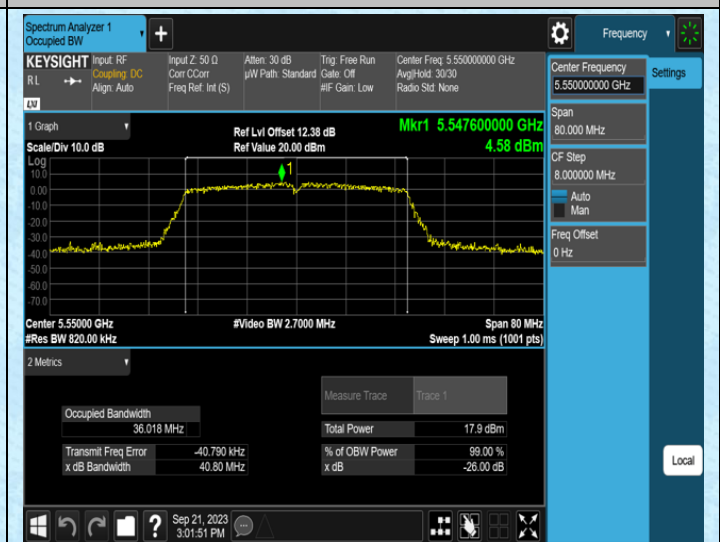 Spectrum Analyzer 1
Occupied BW
+
Frequency
KEYSIGHT
R L
LXI
Input: RF
Coupling: DC
Align: Auto
Input Z: 50 Ω
Corr CCorr
Freq Ref: Int (S)
Atten: 30 dB
µW Path: Standard
Trig: Free Run
Gate: Off
#IF Gain: Low
Center Freq: 5.550000000 GHz
Avg|Hold: 30/30
Radio Std: None
Center Frequency
5.550000000 GHz
Settings
Span
80.000 MHz
CF Step
8.000000 MHz
Auto
Man
Freq Offset
0 Hz
1 Graph
Scale/Div 10.0 dB
Ref Lvl Offset 12.38 dB
Ref Value 20.00 dBm
Mkr1 5.547600000 GHz
4.58 dBm
Log
10.0
0.00
-10.0
-20.0
-30.0
-40.0
-50.0
-60.0
-70.0
1
Center 5.55000 GHz
#Res BW 820.00 kHz
#Video BW 2.7000 MHz
Span 80 MHz
Sweep 1.00 ms (1001 pts)
2 Metrics
Measure Trace
Trace 1
Occupied Bandwidth
36.018 MHz
Total Power
17.9 dBm
Transmit Freq Error
-40.790 kHz
% of OBW Power
99.00 %
x dB Bandwidth
40.80 MHz
x dB
-26.00 dB
Local
?
Sep 21, 2023
3:01:51 PM